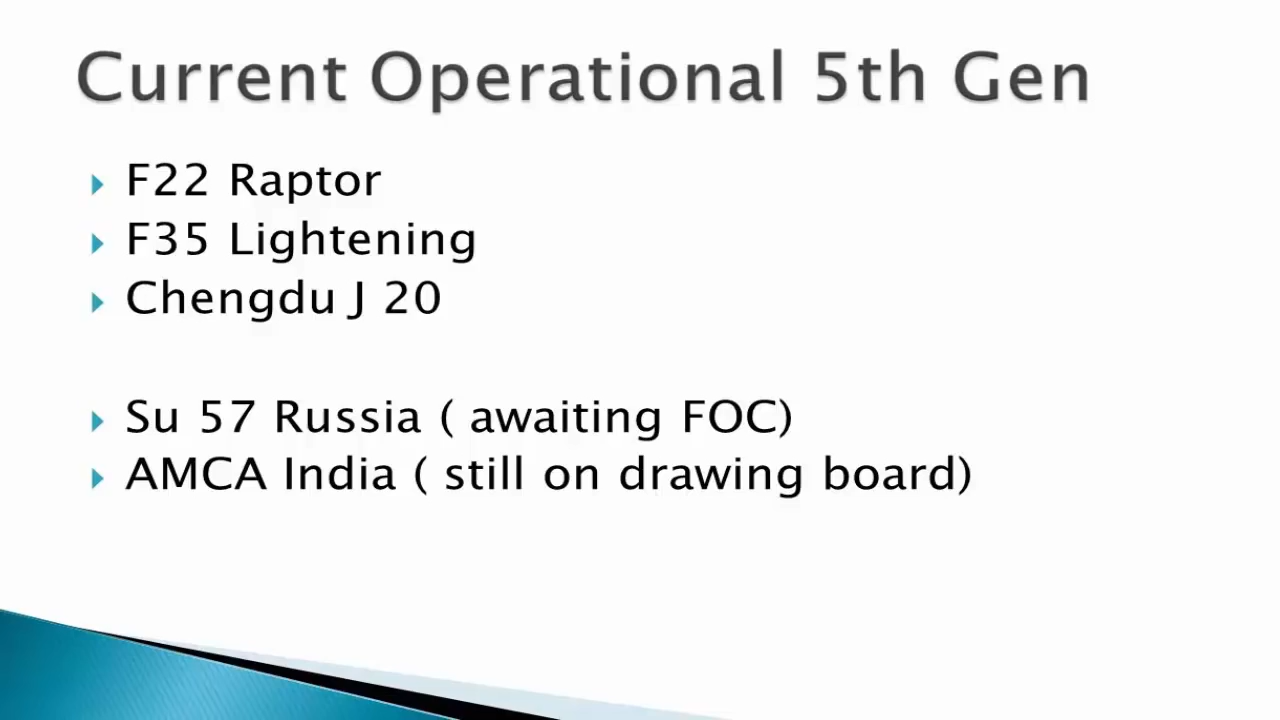 Current Operational 5th Gen
F22 Raptor
F35 Lightening
Chengdu J 20
Su 57 Russia ( awaiting FOC)
AMCA India ( still on drawing board)